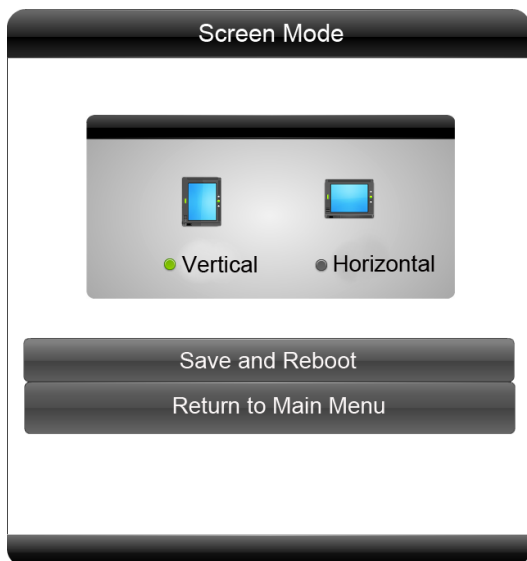 Screen Mode
Vertical
Horizontal
Save and Reboot
Return to Main Menu